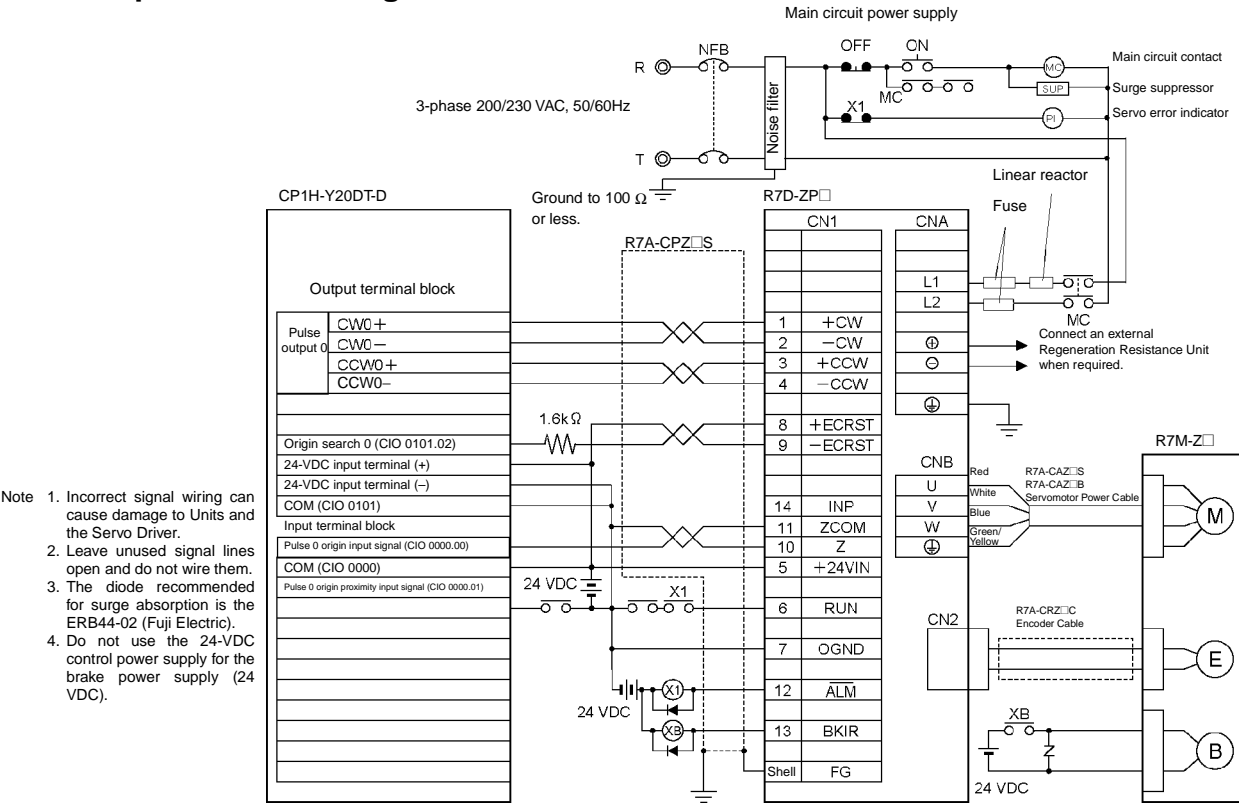 Main circuit power supply
NFB
OFF
ON
R
MC
Main circuit contact
SUP
Surge suppressor
MC
3-phase 200/230 VAC, 50/60Hz
Noise filter
X1
PI
Servo error indicator
T
Linear reactor
CP1H-Y20DT-D
Ground to 100 Ω
or less.
R7D-ZP□
Fuse
CN1
CNA
R7A-CPZ□S
L1
L2
MC
Output terminal block
Pulse
output 0
CW0+
CW0−
CCW0+
CCW0–
1 +CW
2 −CW
3 +CCW
4 −CCW
⊕
⊖
Connect an external
Regeneration Resistance Unit
when required.
1.6k Ω
8 +ECRST
9 −ECRST
Origin search 0 (CIO 0101.02)
24-VDC input terminal (+)
24-VDC input terminal (–)
COM (CIO 0101)
Input terminal block
Pulse 0 origin input signal (CIO 0000.00)
COM (CIO 0000)
Pulse 0 origin proximity input signal (CIO 0000.01)
14 INP
11 ZCOM
10 Z
5 +24VIN
24 VDC
X1
6 RUN
7 OGND
X1
12 ALM
24 VDC
XB
13 BKIR
Shell FG
CNB
U
V
W
Red
White
Blue
Green/
Yellow
R7A-CAZ□S
R7A-CAZ□B
Servomotor Power Cable
R7M-Z□
M
CN2
R7A-CRZ□C
Encoder Cable
E
XB
24 VDC
B
Note 1. Incorrect signal wiring can
cause damage to Units and
the Servo Driver.
2. Leave unused signal lines
open and do not wire them.
3. The diode recommended
for surge absorption is the
ERB44-02 (Fuji Electric).
4. Do not use the 24-VDC
control power supply for the
brake power supply (24
VDC).